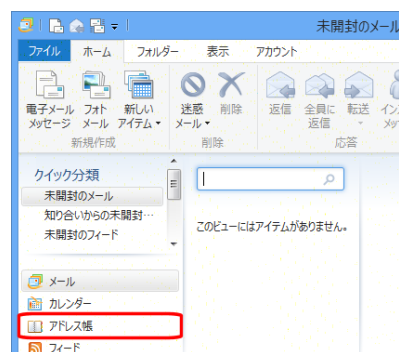 未開封のメール
ファイル ホーム フォルダー 表示 アカウント
電子メール メッセージ
フォト メール
新しい アイテム
迷惑 メール
削除
返信
全員に 返信
転送
新規作成 削除 応答
クイック分類
未開封のメール
知り合いからの未開封…
未開封のフィード
このビューにはアイテムがありません。
メール
カレンダー
アドレス帳
フィード